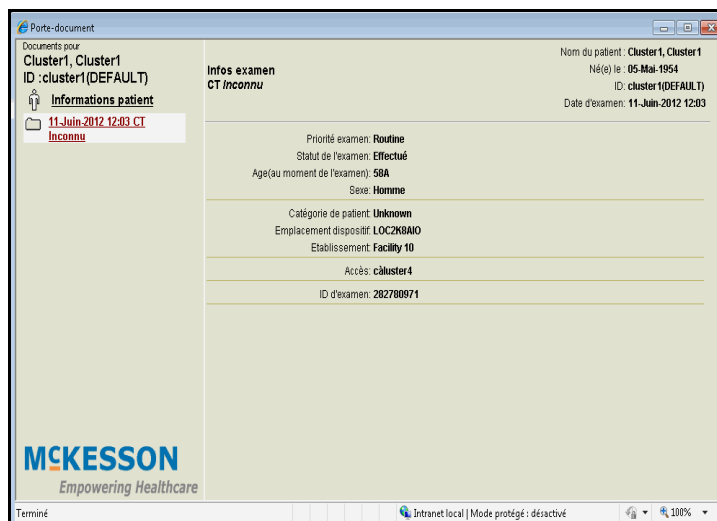 Porte-document
Documents pour
Cluster1, Cluster1
ID :cluster1(DEFAULT)
Informations patient
11-Juin-2012 12:03 CT
Inconnu
Infos examen
CT Inconnu
Nom du patient : Cluster1, Cluster1
Né(e) le : 05-Mai-1954
ID: cluster1(DEFAULT)
Date d'examen: 11-Juin-2012 12:03
Priorité examen: Routine
Statut de l'examen: Effectué
Age(au moment de l'examen): 58A
Sexe: Homme
Catégorie de patient: Unknown
Emplacement dispositif: LOC2K8AIO
Etablissement: Facility 10
Accès: càluster4
ID d'examen: 282780971
MCKESSON
Empowering Healthcare
Terminé
Intranet local | Mode protégé : désactivé
100%